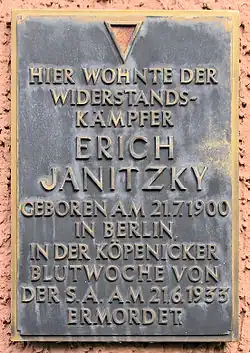 HIER WOHNTE DER
WIDERSTANDS-
KÄMPFER
ERICH
JANITZKY
GEBOREN AM 21.7.1900
IN BERLIN.
IN DER KÖPENICKER
BLUTWOCHE VON
DER S.A. AM 21.6.1933
ERMORDET